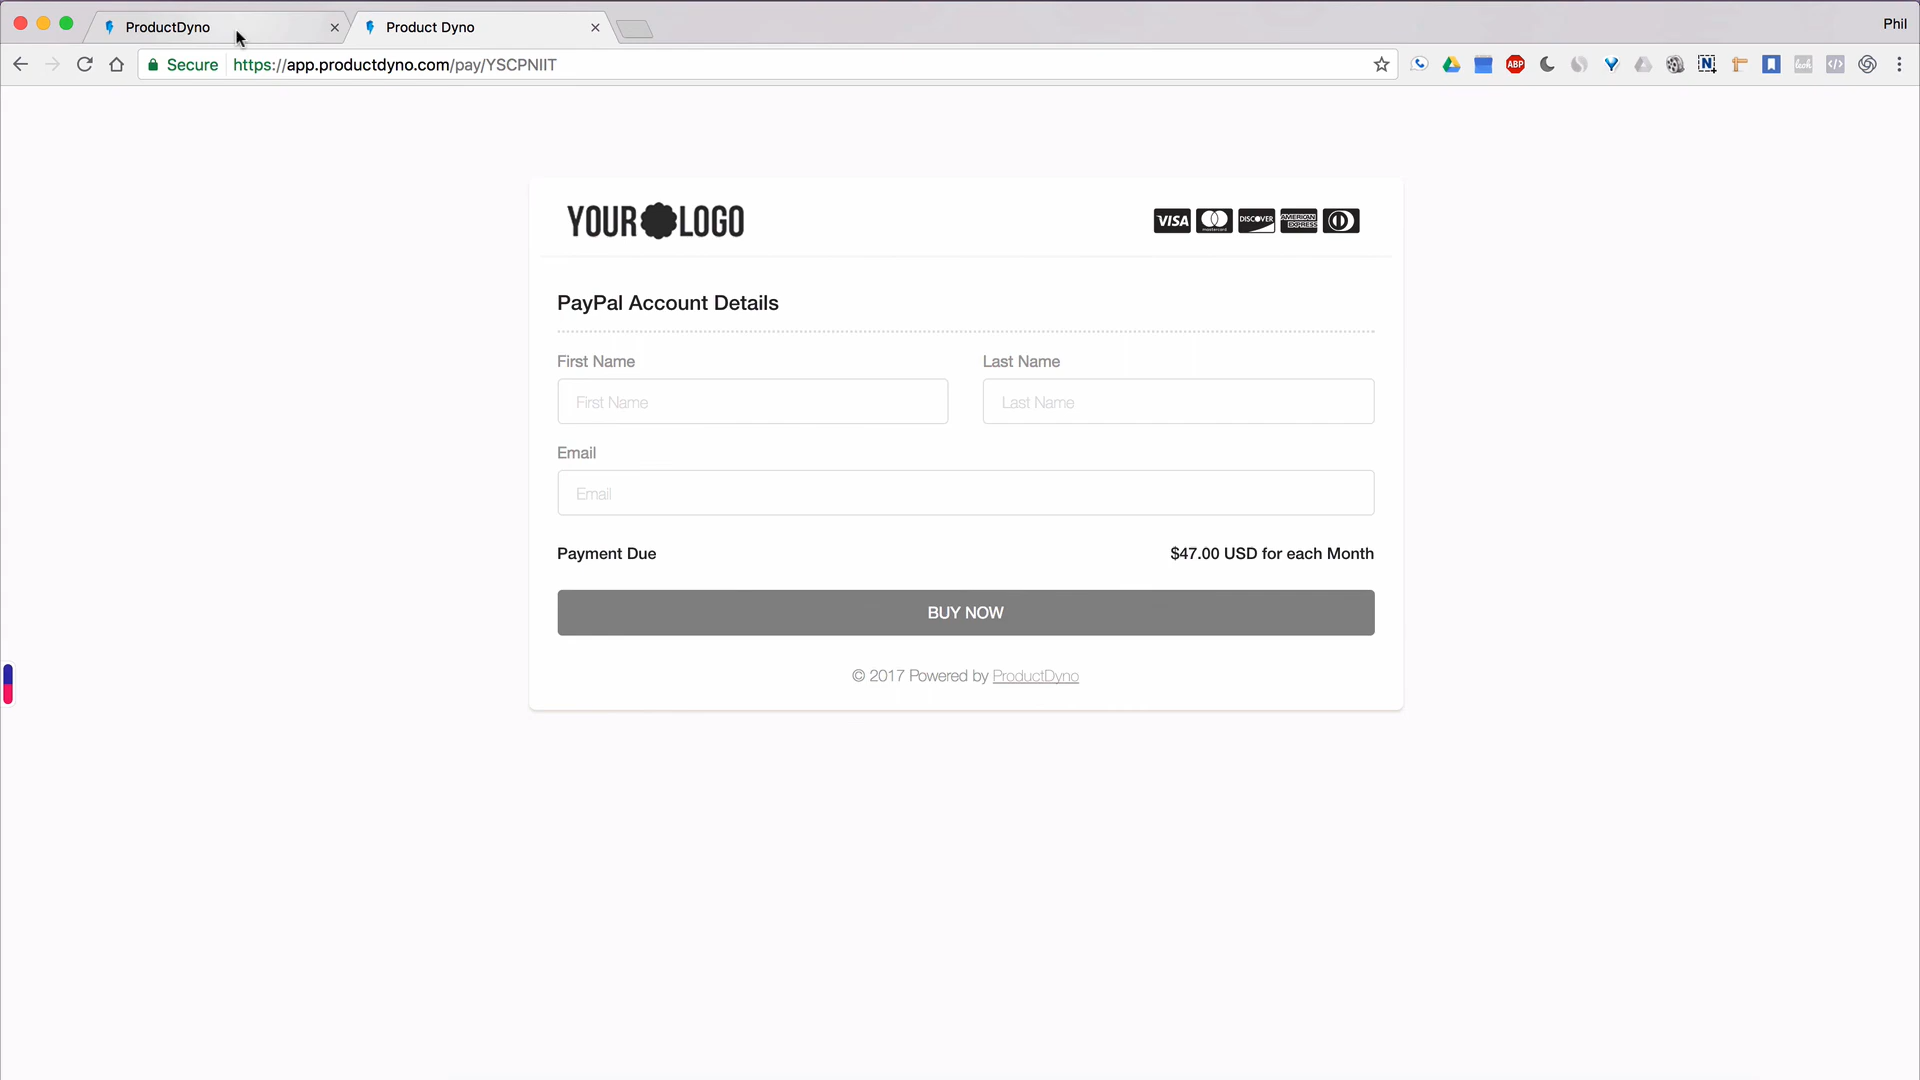 ProductDyno
Product Dyno
Phil
Secure
https://app.productdyno.com/pay/YSCPNIIT
ABP
YOUR LOGO
VISA
mastercard
DISCOVER
AMERICAN EXPRESS
PayPal Account Details
First Name
Last Name
First Name
Last Name
Email
Email
Payment Due
$47.00 USD for each Month
BUY NOW
© 2017 Powered by ProductDyno